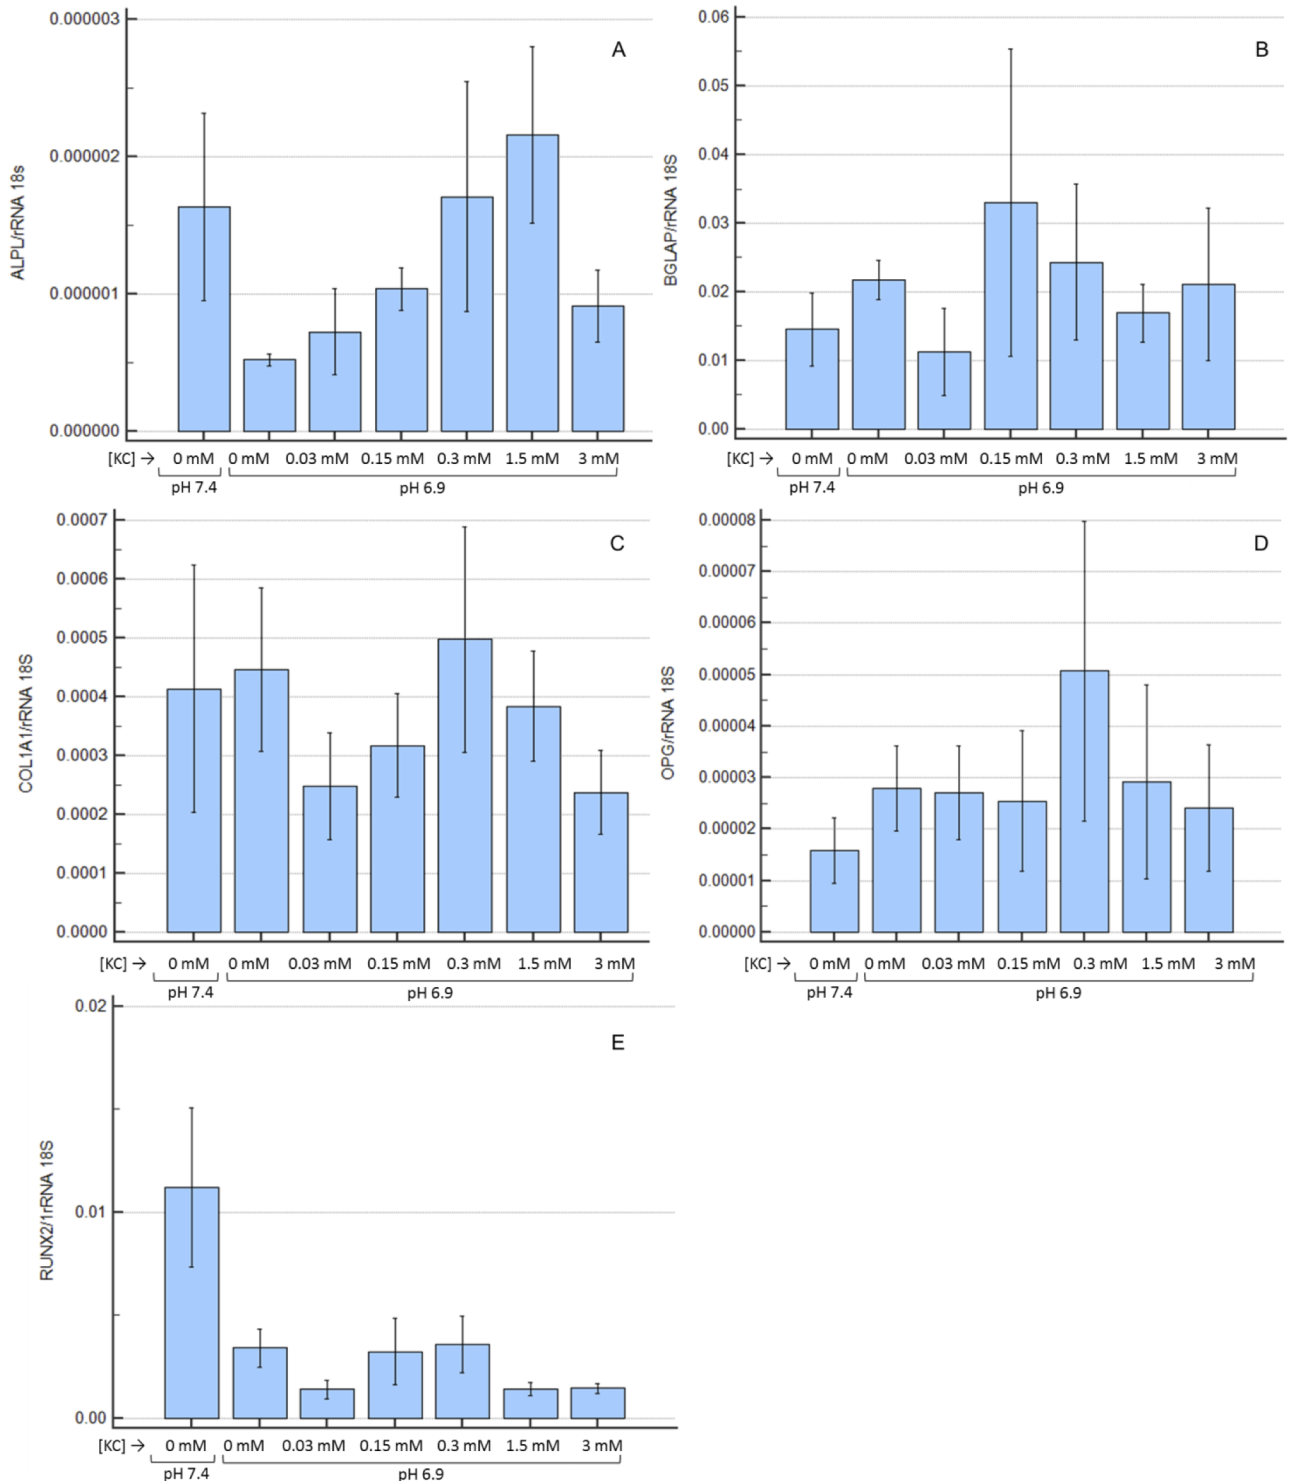 A
ALPL/rRNA 18s
0.000003
0.000002
0.000001
0.000000
[KC] → 0 mM 0 mM 0.03 mM 0.15 mM 0.3 mM 1.5 mM 3 mM
pH 7.4 pH 6.9
B
BGLAP/rRNA 18S
0.06
0.05
0.04
0.03
0.02
0.01
0.00
[KC] → 0 mM 0 mM 0.03 mM 0.15 mM 0.3 mM 1.5 mM 3 mM
pH 7.4 pH 6.9
C
COL1A1/rRNA 18S
0.0007
0.0006
0.0005
0.0004
0.0003
0.0002
0.0001
0.0000
[KC] → 0 mM 0 mM 0.03 mM 0.15 mM 0.3 mM 1.5 mM 3 mM
pH 7.4 pH 6.9
D
OPG/rRNA 18S
0.00008
0.00007
0.00006
0.00005
0.00004
0.00003
0.00002
0.00001
0.00000
[KC] → 0 mM 0 mM 0.03 mM 0.15 mM 0.3 mM 1.5 mM 3 mM
pH 7.4 pH 6.9
E
RUNX2/1rRNA 18S
0.02
0.01
0.00
[KC] → 0 mM 0 mM 0.03 mM 0.15 mM 0.3 mM 1.5 mM 3 mM
pH 7.4 pH 6.9